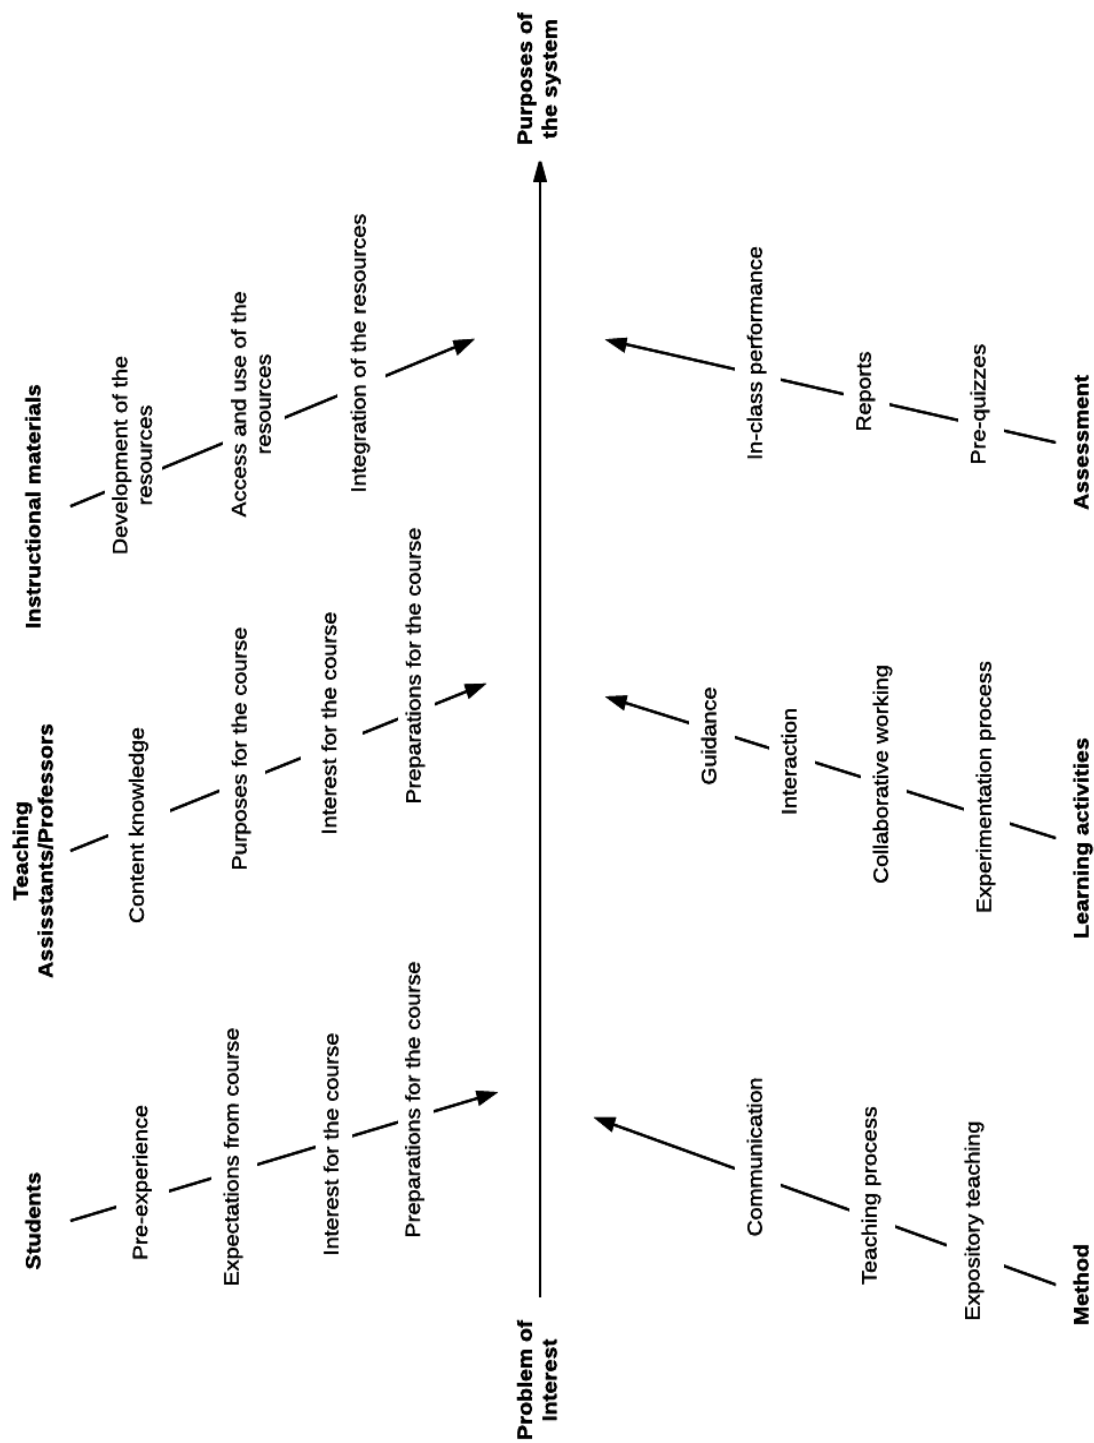 Students
Pre-experience
Expectations from course
Interest for the course
Preparations for the course
Teaching
Assisstants/Professors
Content knowledge
Purposes for the course
Interest for the course
Preparations for the course
Instructional materials
Development of the
resources
Access and use of the
resources
Integration of the resources
Problem of
Interest
Purposes of
the system
Communication
Teaching process
Expository teaching
Method
Guidance
Interaction
Collaborative working
Experimentation process
Learning activities
In-class performance
Reports
Pre-quizzes
Assessment